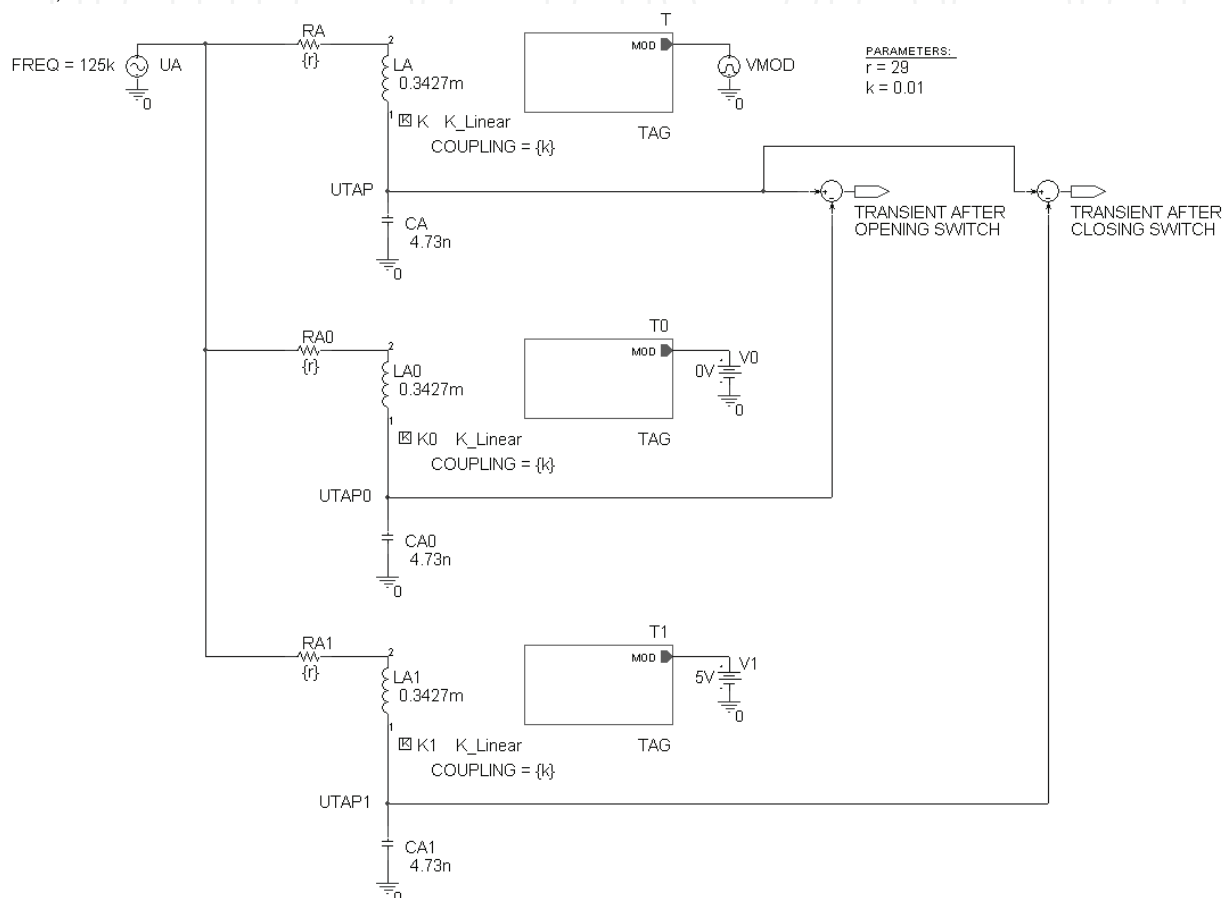 T
RA
{r}
2
MOD
FREQ = 125k
UA
0
LA
0.3427m
VMOD
0
PARAMETERS:
r = 29
k = 0.01
1
K K K_Linear
COUPLING = {k}
TAG
UTAP
CA
4.73n
0
TRANSIENT AFTER
OPENING SWITCH
TRANSIENT AFTER
CLOSING SWITCH
T0
RA0
{r}
2
MOD
LA0
0.3427m
0V
V0
0
1
K K0 K_Linear
COUPLING = {k}
TAG
UTAP0
CA0
4.73n
0
T1
RA1
{r}
2
MOD
LA1
0.3427m
5V
V1
0
1
K K1 K_Linear
COUPLING = {k}
TAG
UTAP1
CA1
4.73n
0